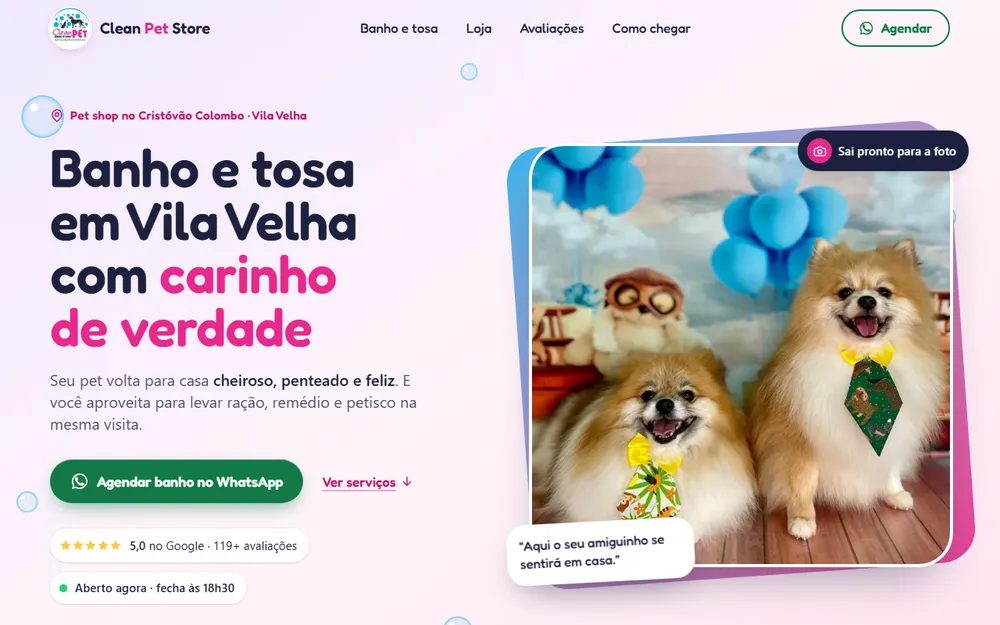 Clean Pet Store
Banho e tosa
Loja
Avaliações
Como chegar
Agendar
Pet shop no Cristóvão Colombo · Vila Velha
Banho e tosa
em Vila Velha
com carinho
de verdade
Seu pet volta para casa cheiroso, penteado e feliz. E
você aproveita para levar ração, remédio e petisco na
mesma visita.
Agendar banho no WhatsApp
Ver serviços ↓
★★★★★ 5,0 no Google · 119+ avaliações
Aberto agora · fecha às 18h30
Sai pronto para a foto
“Aqui o seu amiguinho se
sentirá em casa.”